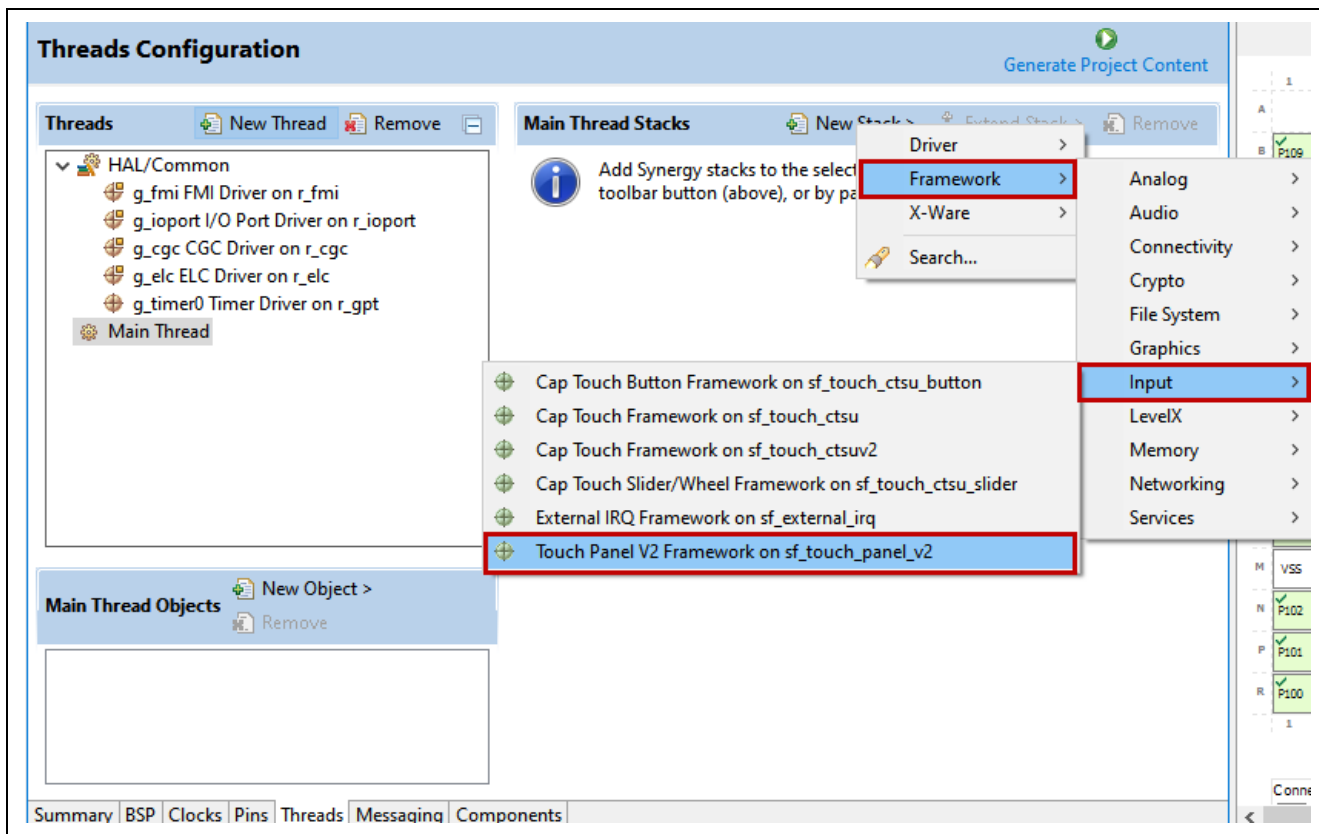 Threads Configuration
Generate Project Content
Threads
New Thread
Remove
HAL/Common
g_fmi FMI Driver on r_fmi
g_ioport I/O Port Driver on r_ioport
g_cgc CGC Driver on r_cgc
g_elc ELC Driver on r_elc
g_timer0 Timer Driver on r_gpt
Main Thread
Main Thread Stacks
New Stack >
Extend Stack >
Remove
Add Synergy stacks to the select
toolbar button (above), or by pa
Driver
Framework
X-Ware
Search...
Analog
Audio
Connectivity
Crypto
File System
Graphics
Input
LevelX
Memory
Networking
Services
Cap Touch Button Framework on sf_touch_ctsu_button
Cap Touch Framework on sf_touch_ctsu
Cap Touch Framework on sf_touch_ctsuv2
Cap Touch Slider/Wheel Framework on sf_touch_ctsu_slider
External IRQ Framework on sf_external_irq
Touch Panel V2 Framework on sf_touch_panel_v2
Main Thread Objects
New Object >
Remove
Summary BSP Clocks Pins Threads Messaging Components
1
A
B P109
M VSS
N P102
P P101
R P100
1
Conne